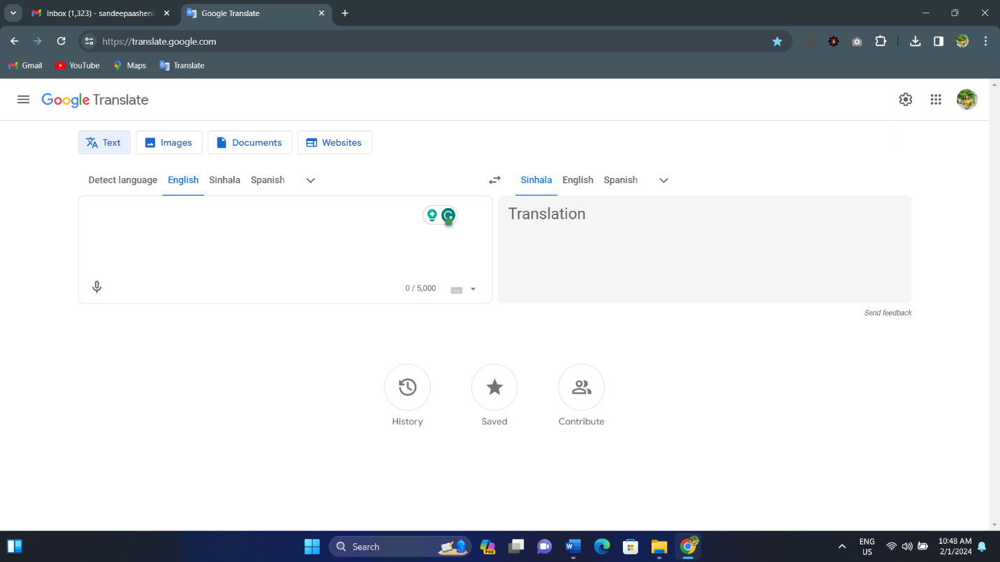 Inbox (1,323) - sandeepaasheni
Google Translate
https://translate.google.com
Gmail YouTube Maps Translate
Google Translate
Text Images Documents Websites
Detect language English Sinhala Spanish Sinhala English Spanish
Translation
0 / 5,000
Send feedback
History Saved Contribute
Search
PRE
ENG
US
10:48 AM
2/1/2024